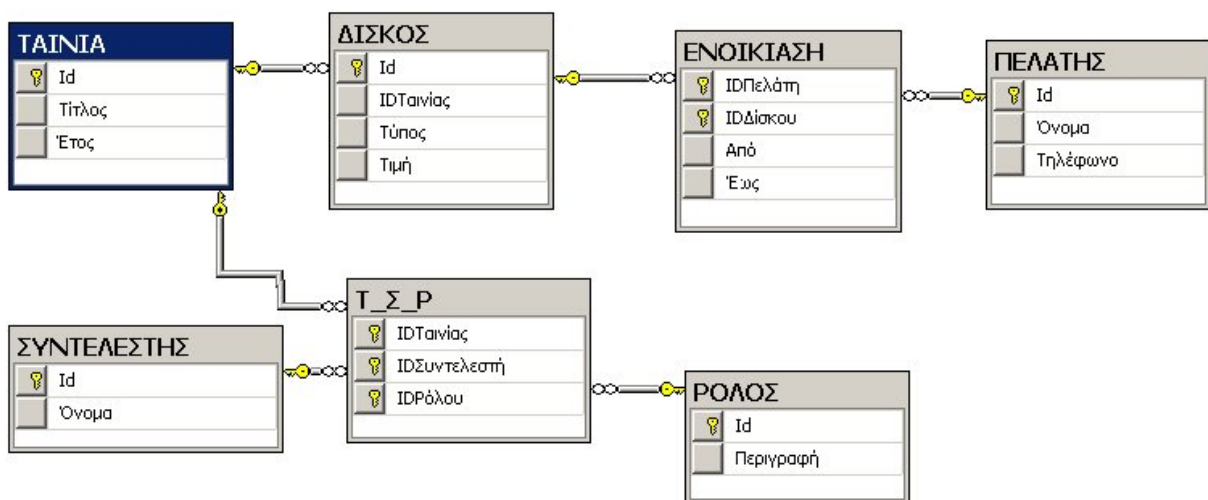 ΤΑΙΝΙΑ
Id
Τίτλος
Έτος
ΔΙΣΚΟΣ
Id
IDΤαινίας
Τύπος
Τιμή
ΕΝΟΙΚΙΑΣΗ
IDΠελάτη
IDΔίσκου
Από
Έως
ΠΕΛΑΤΗΣ
Id
Όνομα
Τηλέφωνο
ΣΥΝΤΕΛΕΣΤΗΣ
Id
Όνομα
Τ_Σ_Ρ
IDΤαινίας
IDΣυντελεστή
IDΡόλου
ΡΟΛΟΣ
Id
Περιγραφή